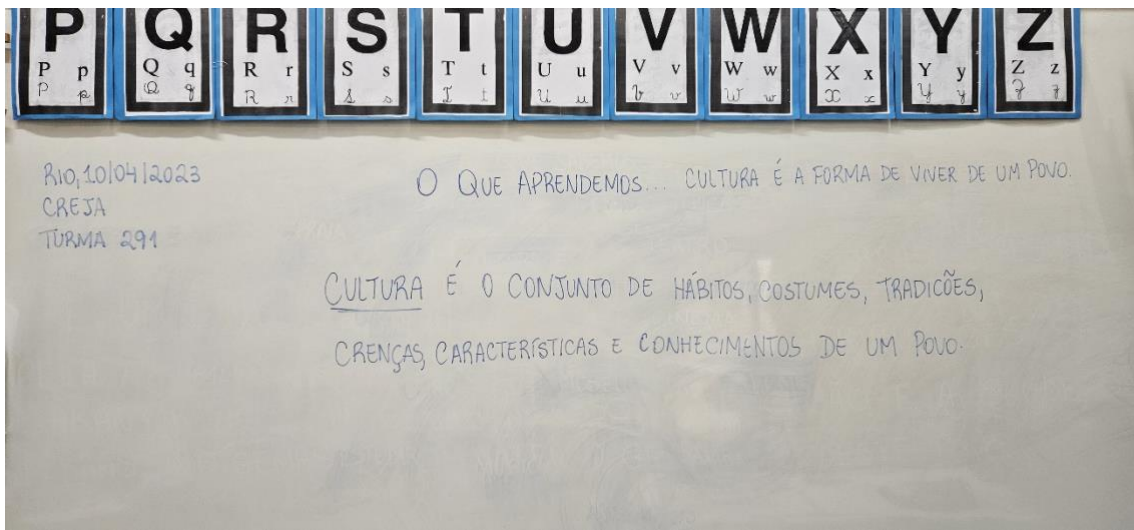 P Q R S T U V W X Y Z
P p Q q R r S s T t U u V v W w X x Y y Z z
P p Q q R r S s T t U u V v W w X x Y y Z z
RIO, 10/04/2023
CREJA
TURMA 291
O QUE APRENDEMOS... CULTURA É A FORMA DE VIVER DE UM POVO.
CULTURA É O CONJUNTO DE HÁBITOS, COSTUMES, TRADICÕES,
CRENÇAS, CARACTERÍSTICAS E CONHECIMENTOS DE UM POVO.